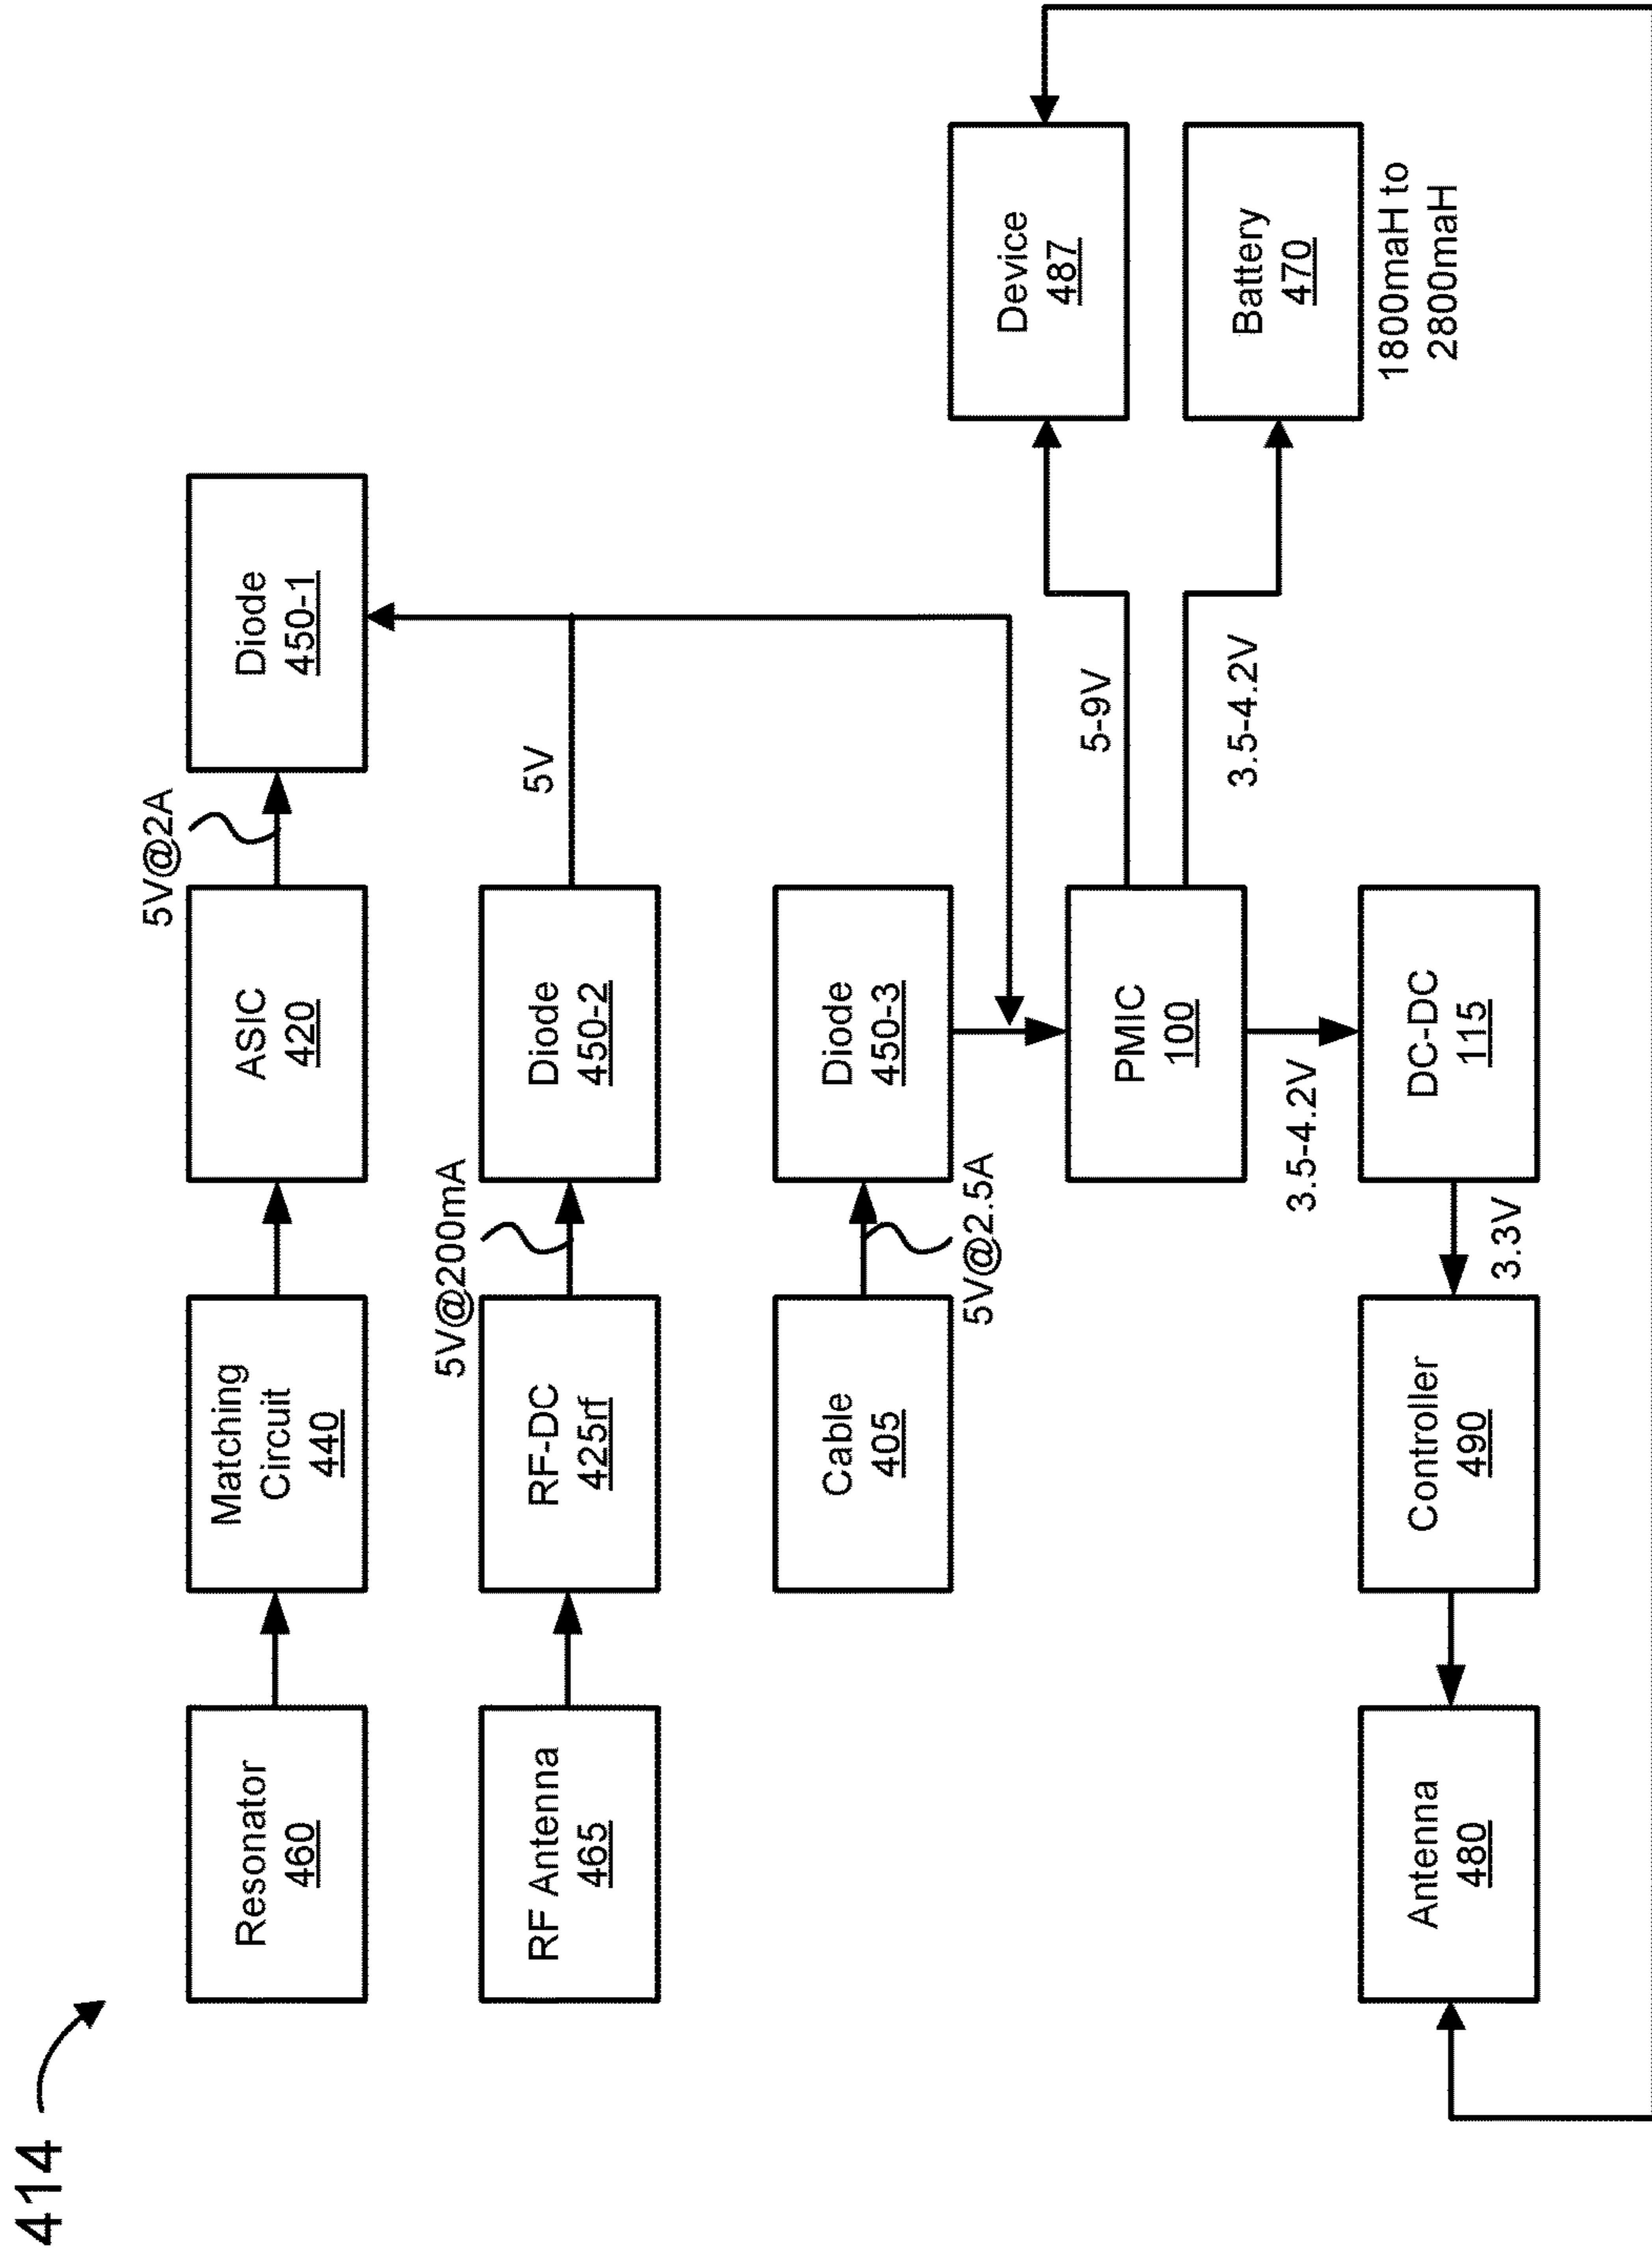 414
Resonator
460
Matching
Circuit
440
ASIC
420
5V@2A
Diode
450-1
RF Antenna
465
RF-DC
425rf
5V@200mA
Diode
450-2
5V
Cable
405
5V@2.5A
Diode
450-3
PMIC
100
5-9V
3.5-4.2V
Device
487
Battery
470
1800maH to
2800maH
3.5-4.2V
DC-DC
115
3.3V
Controller
490
Antenna
480